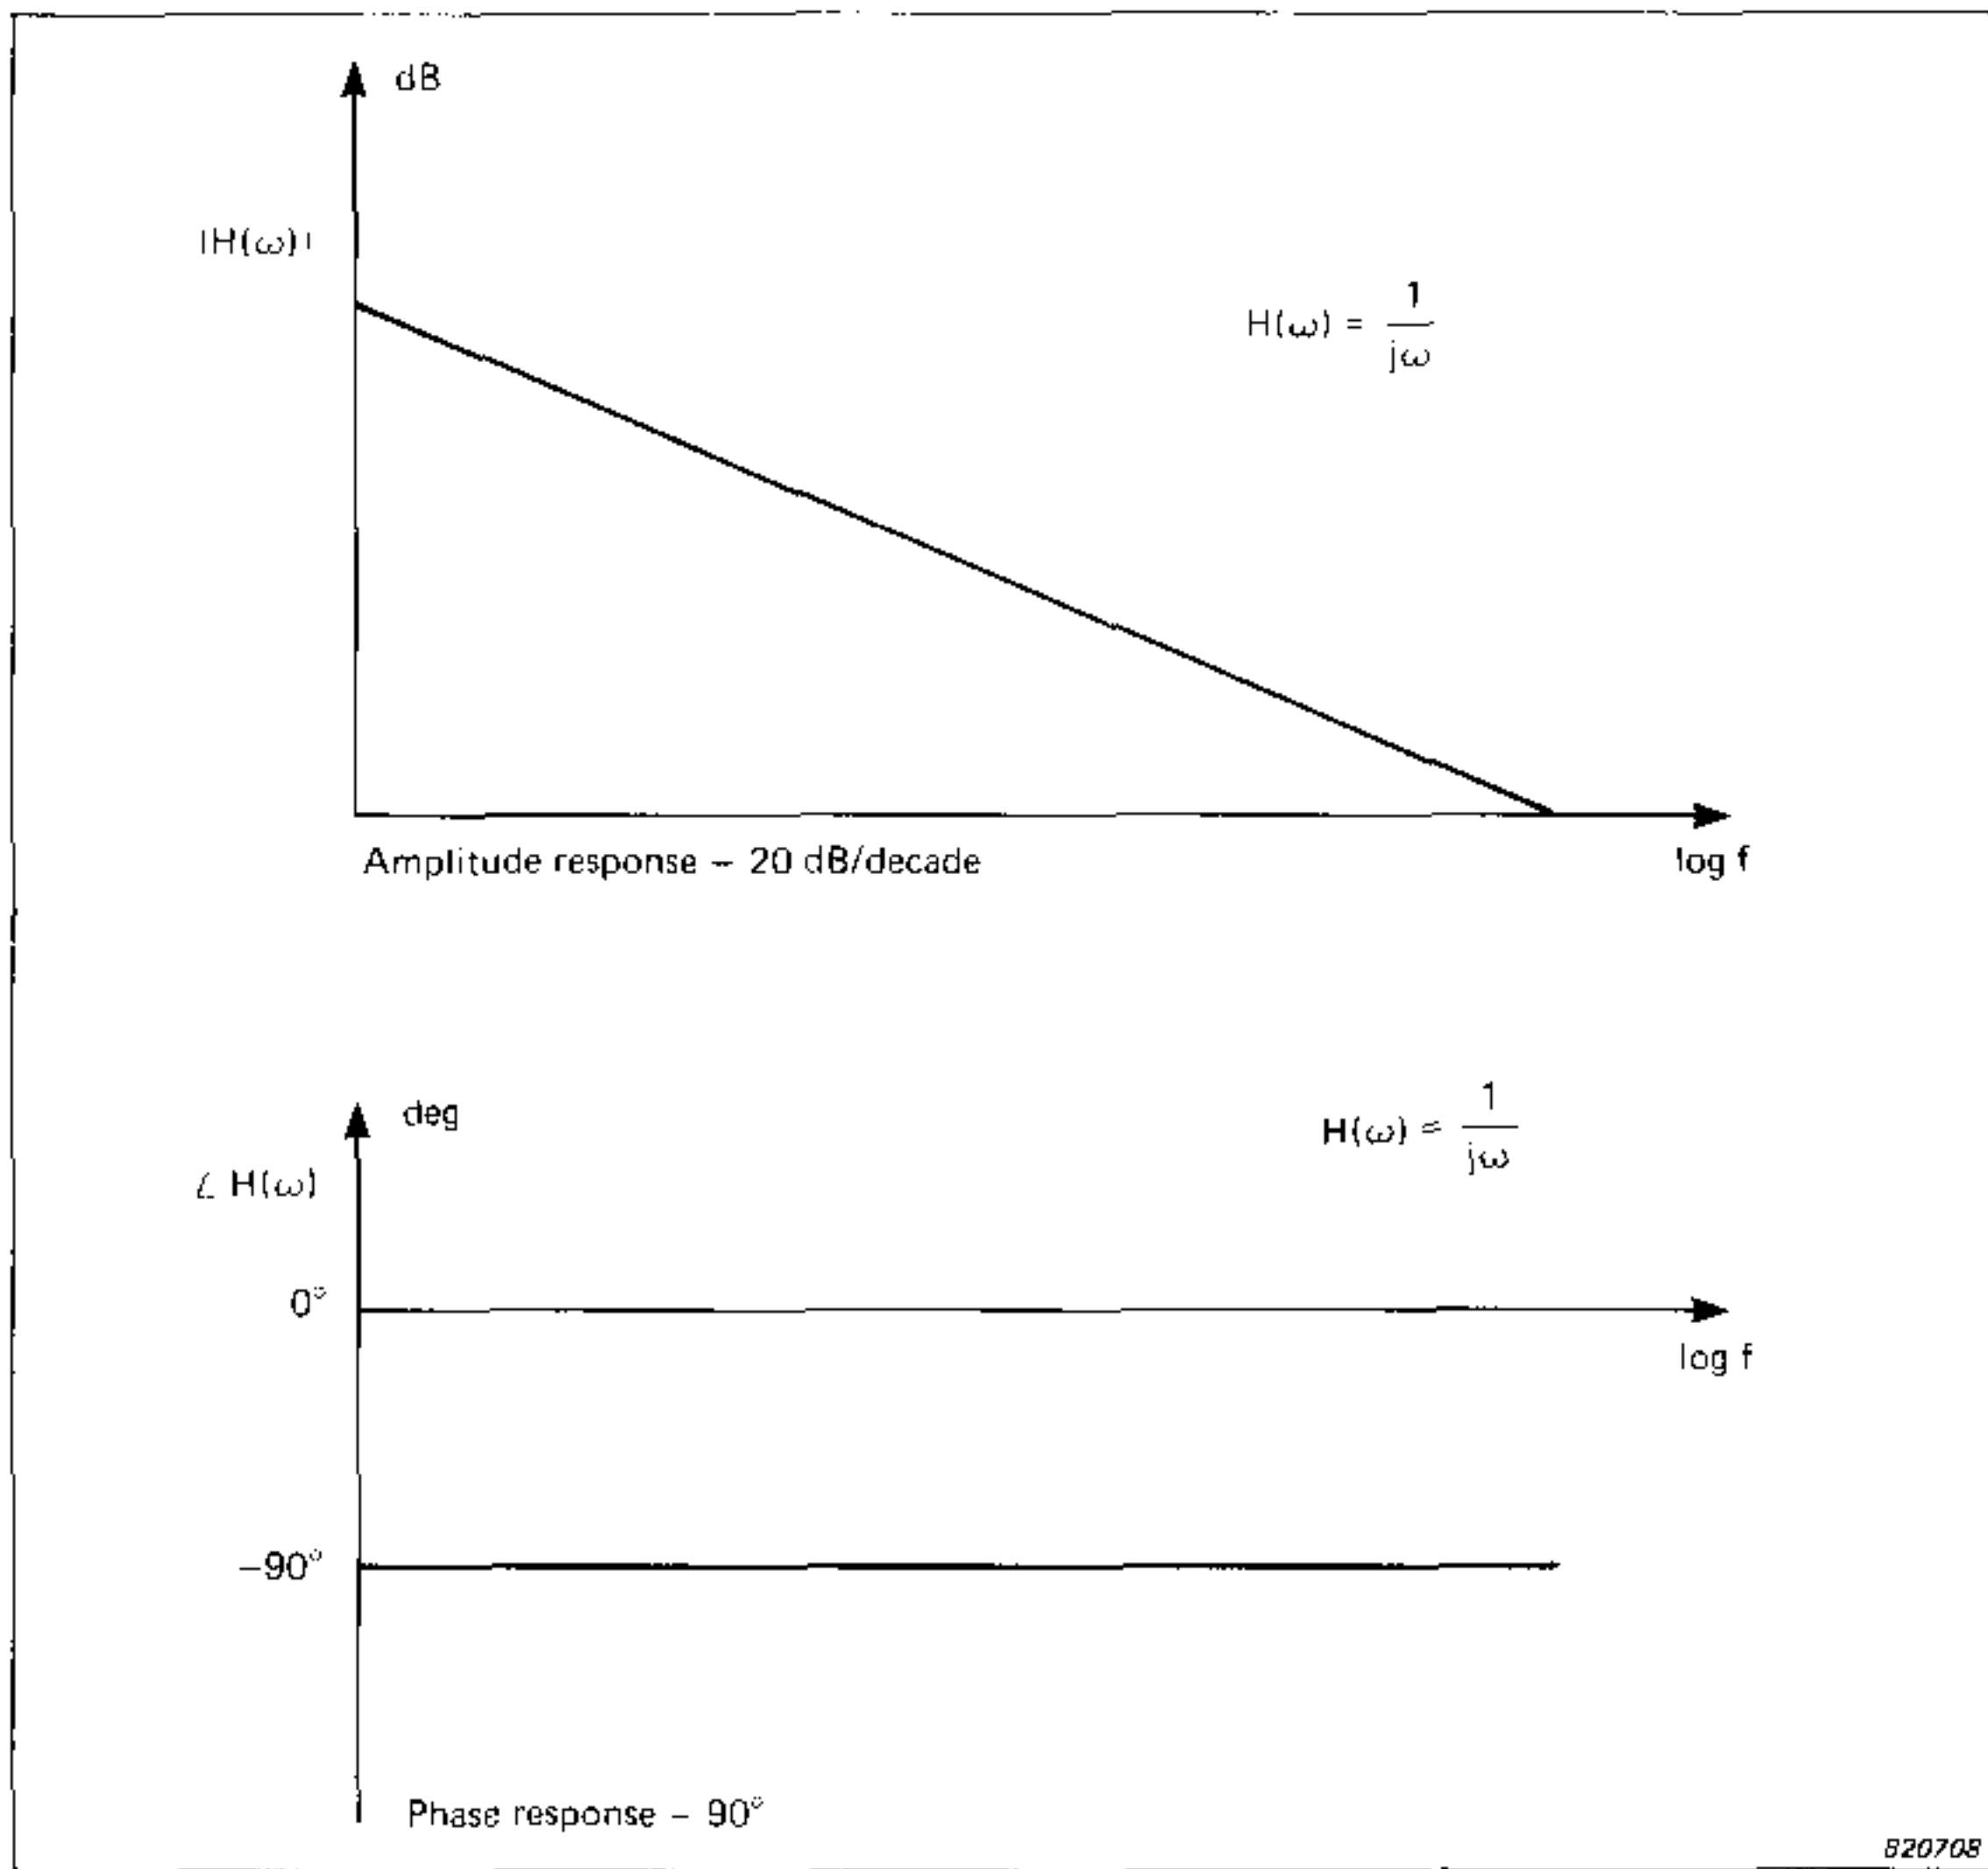 dB
|H(ω)|
H(ω) = 1/jω
Amplitude response – 20 dB/decade
log f
deg
H(ω) = 1/jω
∠ H(ω)
0°
log f
–90°
Phase response – 90°
820708